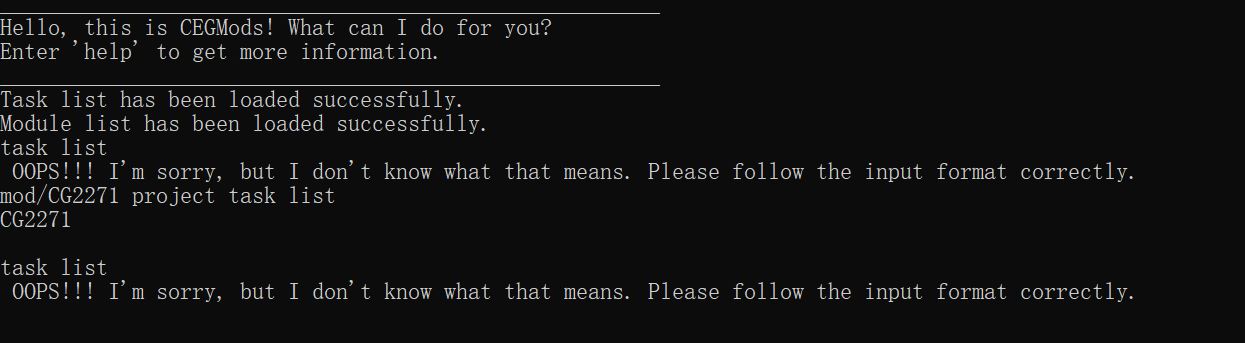 Hello, this is CEGMods! What can I do for you?
Enter 'help' to get more information.
Task list has been loaded successfully.
Module list has been loaded successfully.
task list
OOPS!!! I'm sorry, but I don't know what that means. Please follow the input format correctly.
mod/CG2271 project task list
CG2271
task list
OOPS!!! I'm sorry, but I don't know what that means. Please follow the input format correctly.